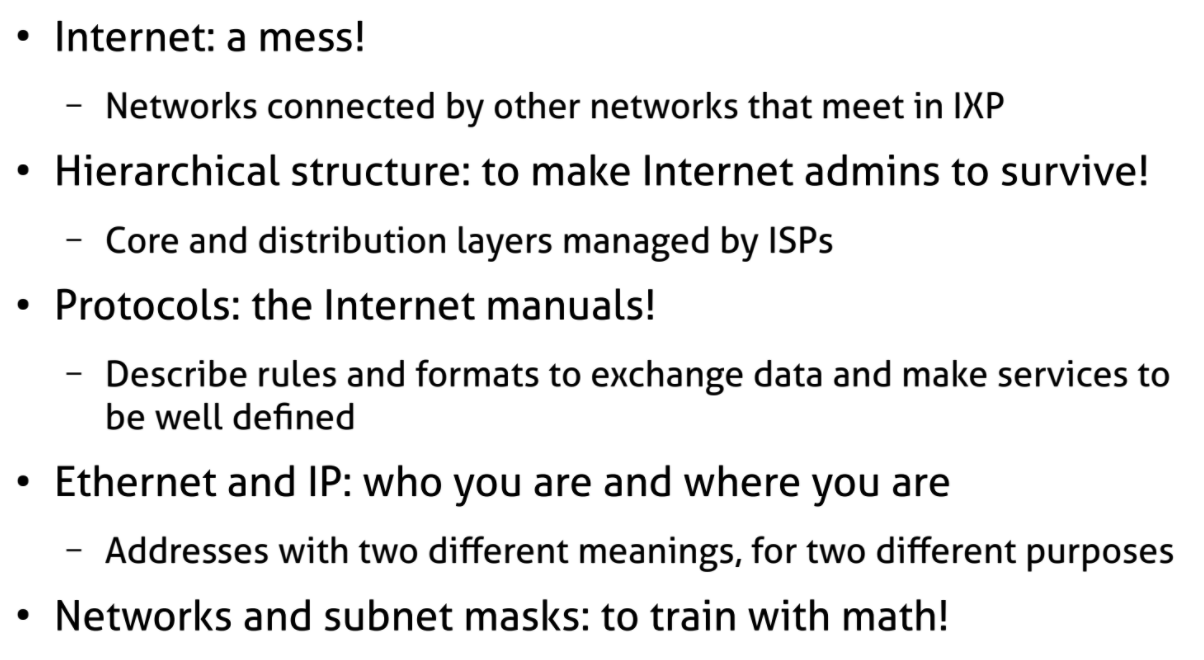 • Internet: a mess!
– Networks connected by other networks that meet in IXP
• Hierarchical structure: to make Internet admins to survive!
– Core and distribution layers managed by ISPs
• Protocols: the Internet manuals!
– Describe rules and formats to exchange data and make services to
be well defined
• Ethernet and IP: who you are and where you are
– Addresses with two different meanings, for two different purposes
• Networks and subnet masks: to train with math!